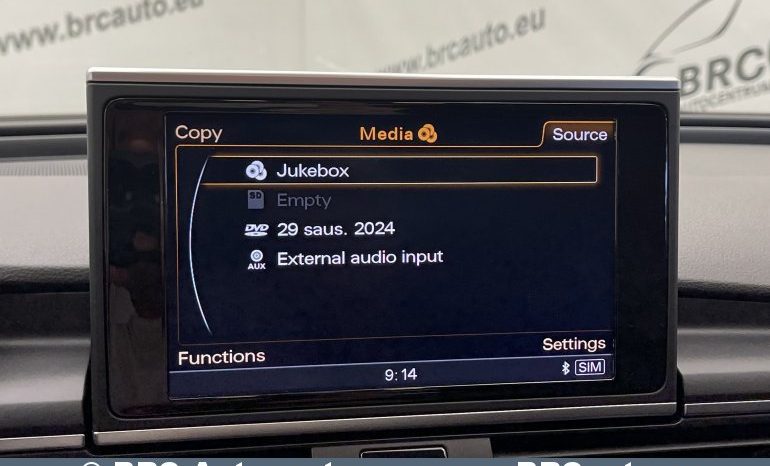 www.brcauto.eu
www.brcauto.eu
BRC
AUTOCENTRUM
Copy
Media
Source
Jukebox
SD
Empty
DVD
29 saus. 2024
AUX
External audio input
Functions
Settings
9:14
SIM